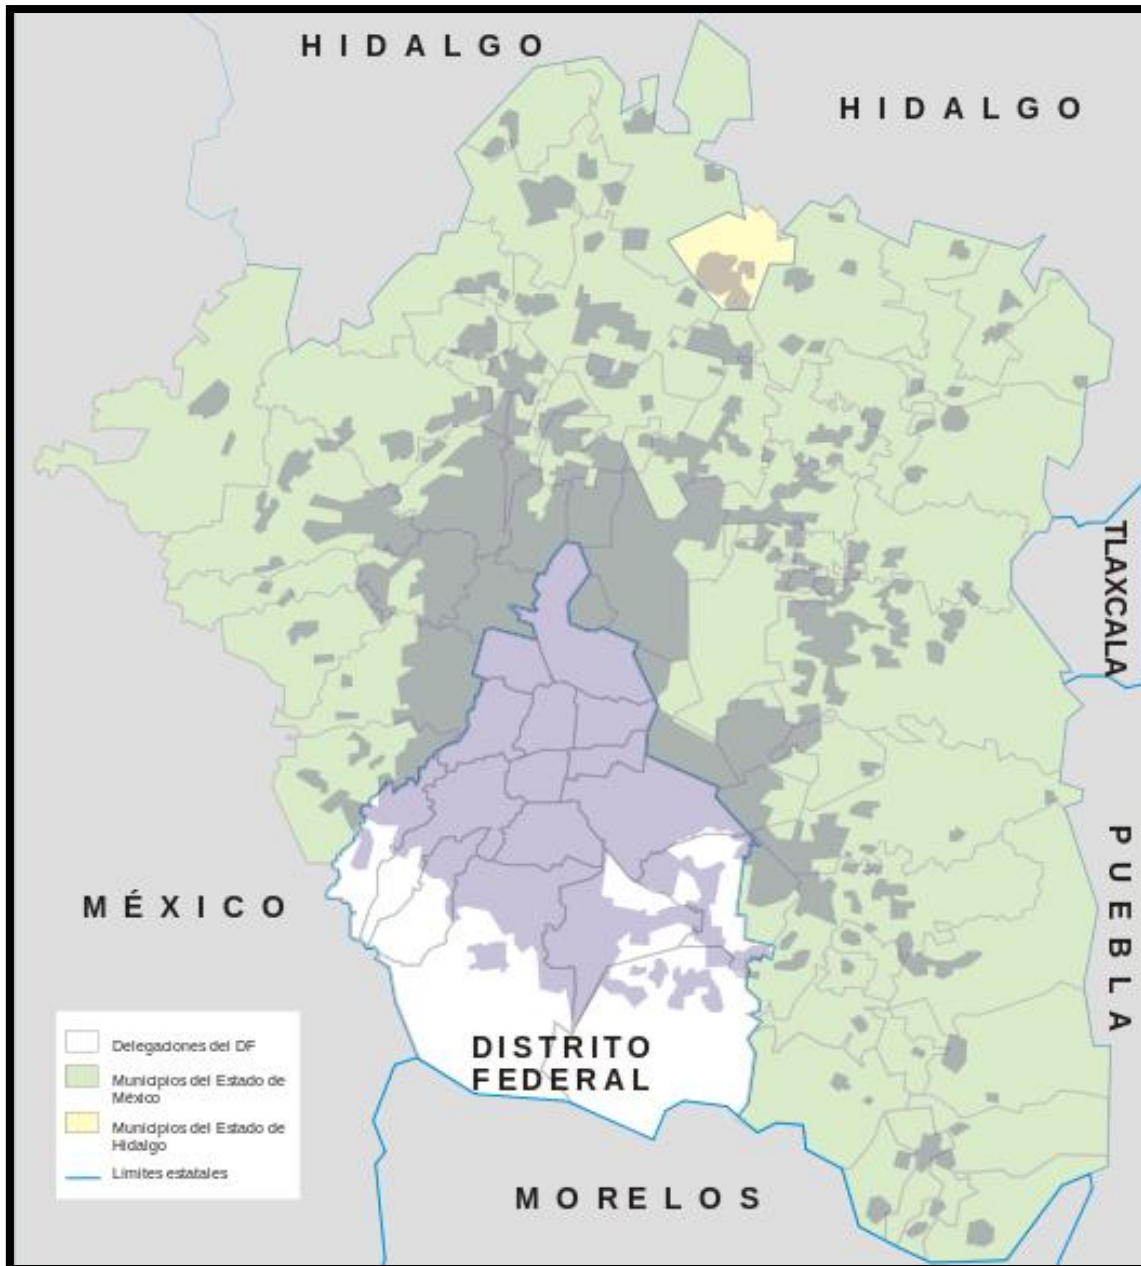 HIDALGO
HIDALGO
TLAXCALA
MÉXICO
PUEBLA
DISTRITO
FEDERAL
Delegaciones del DF
Municipios del Estado de
México
Municipios del Estado de
Hidalgo
Límites estatales
MORELOS